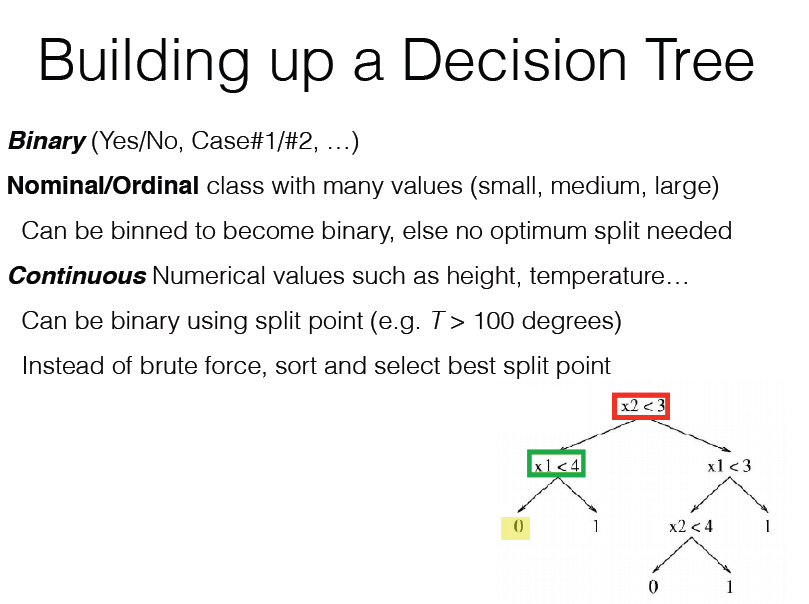 Building up a Decision Tree
Binary (Yes/No, Case#1/#2, …)
Nominal/Ordinal class with many values (small, medium, large)
Can be binned to become binary, else no optimum split needed
Continuous Numerical values such as height, temperature…
Can be binary using split point (e.g. T > 100 degrees)
Instead of brute force, sort and select best split point
x2 < 3
x1 < 4
x1 < 3
0
1
x2 < 4
1
0
1